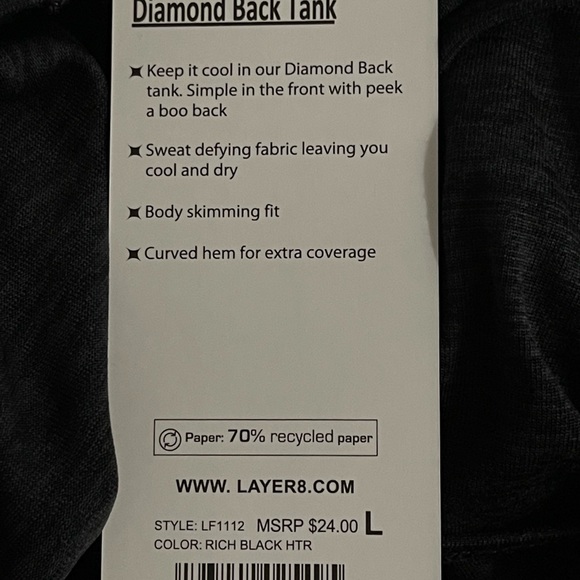 Diamond Back Tank
Keep it cool in our Diamond Back
tank. Simple in the front with peek
a boo back
Sweat defying fabric leaving you
cool and dry
Body skimming fit
Curved hem for extra coverage
Paper: 70% recycled paper
WWW. LAYER8.COM
STYLE: LF1112 MSRP $24.00 L
COLOR: RICH BLACK HTR